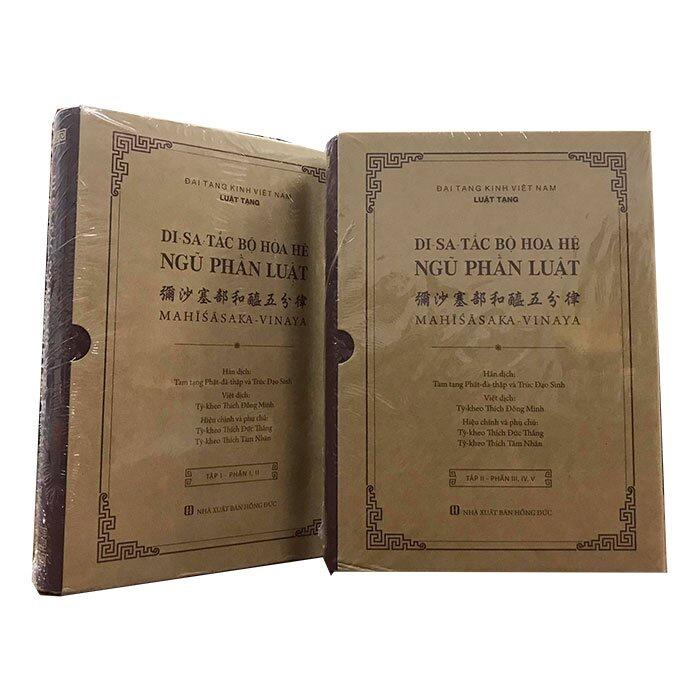 ĐẠI TẠNG KINH VIỆT NAM
LUẬT TẠNG
DI-SA-TẮC BỘ HÒA HÊ
NGŨ PHẦN LUẬT
彌沙塞部和醯五分律
MAHĪŚĀSAKA-VINAYA
Hán dịch:
Tam tạng Phật-đà-thập và Trúc Đạo Sinh
Việt dịch:
Tỳ-kheo Thích Đồng Minh
Hiệu chính và phụ chú:
Tỳ-kheo Thích Đức Thắng
Tỳ-kheo Thích Tâm Nhãn
TẬP I - PHẦN I, II
NHÀ XUẤT BẢN HỒNG ĐỨC
ĐẠI TẠNG KINH VIỆT NAM
LUẬT TẠNG
DI-SA-TẮC BỘ HÒA HÊ
NGŨ PHẦN LUẬT
彌沙塞部和醯五分律
MAHĪŚĀSAKA-VINAYA
Hán dịch:
Tam tạng Phật-đà-thập và Trúc Đạo Sinh
Việt dịch:
Tỳ-kheo Thích Đồng Minh
Hiệu chính và phụ chú:
Tỳ-kheo Thích Đức Thắng
Tỳ-kheo Thích Tâm Nhãn
TẬP II - PHẦN III, IV, V
NHÀ XUẤT BẢN HỒNG ĐỨC